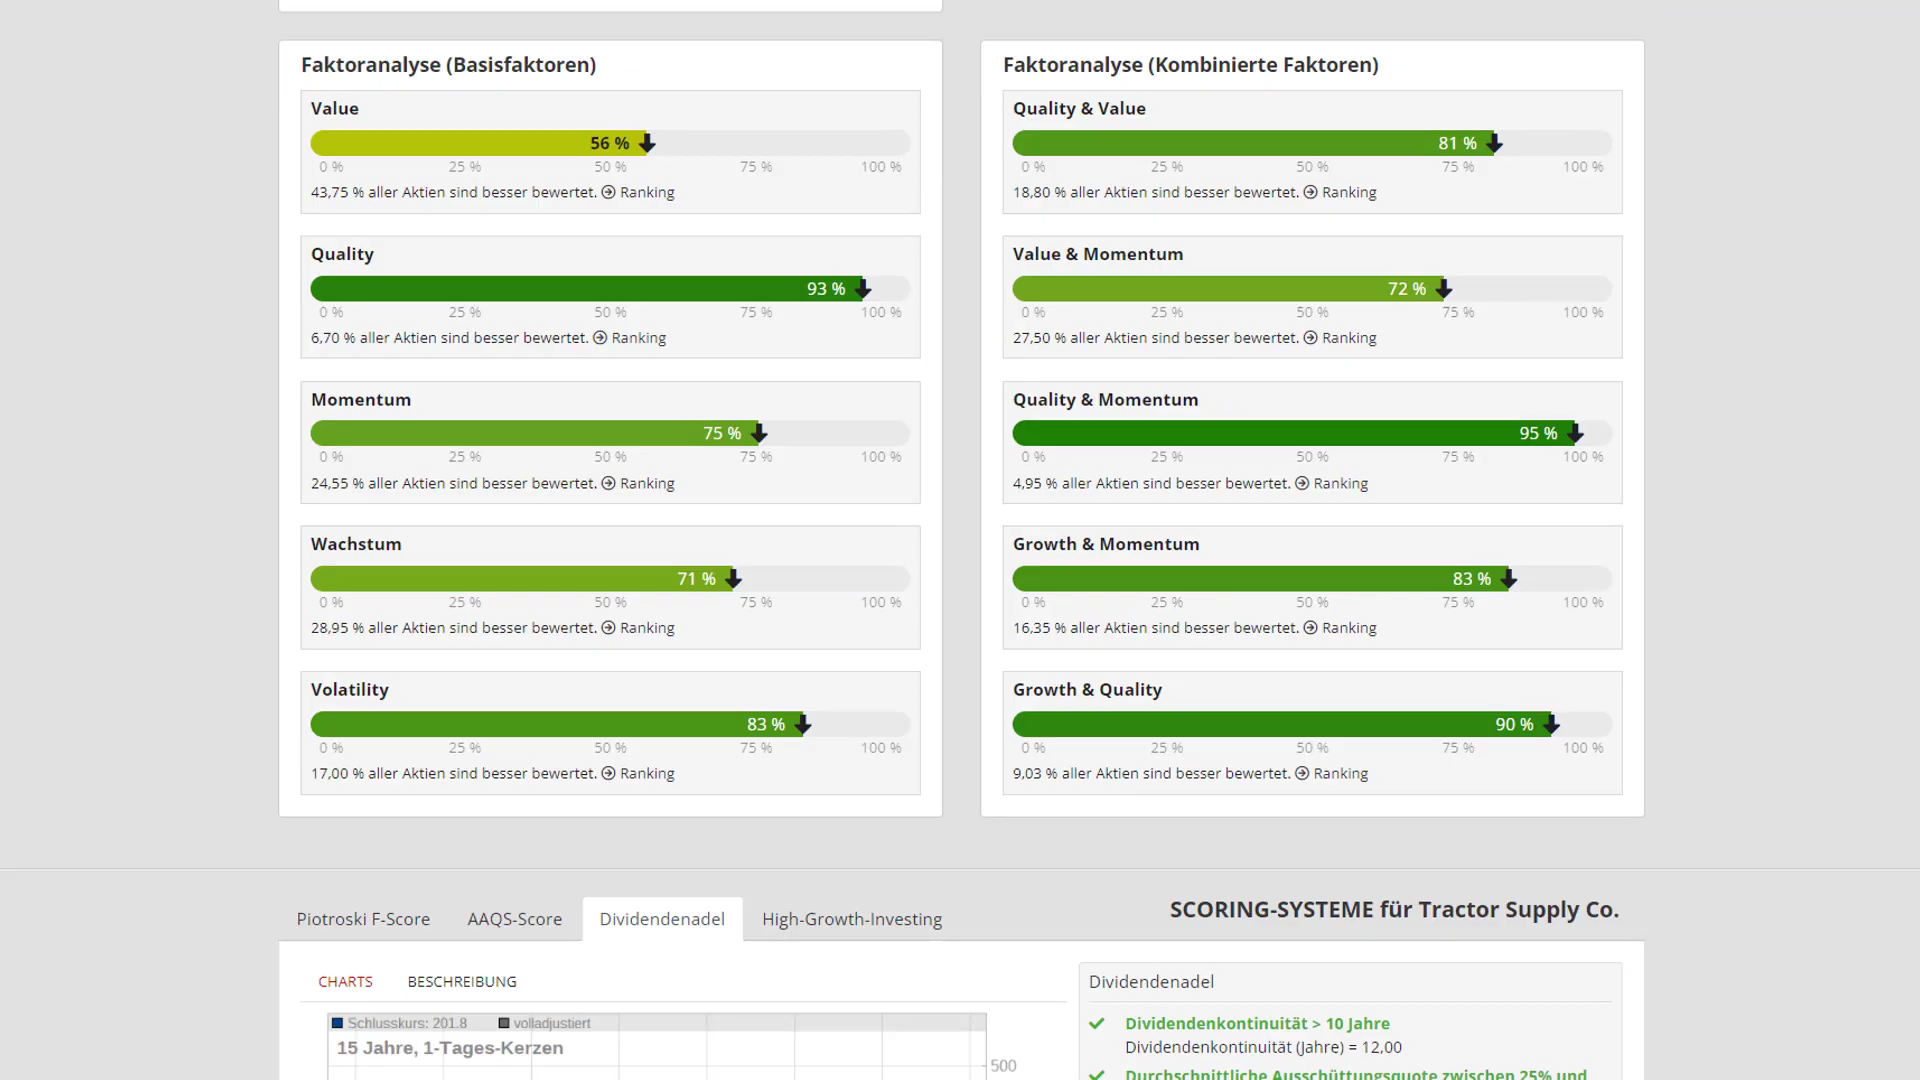 Faktoranalyse (Basisfaktoren)
Value
56 %
0 % 25 % 50 % 75 % 100 %
43,75 % aller Aktien sind besser bewertet. Ranking
Quality
93 %
0 % 25 % 50 % 75 % 100 %
6,70 % aller Aktien sind besser bewertet. Ranking
Momentum
75 %
0 % 25 % 50 % 75 % 100 %
24,55 % aller Aktien sind besser bewertet. Ranking
Wachstum
71 %
0 % 25 % 50 % 75 % 100 %
28,95 % aller Aktien sind besser bewertet. Ranking
Volatility
83 %
0 % 25 % 50 % 75 % 100 %
17,00 % aller Aktien sind besser bewertet. Ranking
Faktoranalyse (Kombinierte Faktoren)
Quality & Value
81 %
0 % 25 % 50 % 75 % 100 %
18,80 % aller Aktien sind besser bewertet. Ranking
Value & Momentum
72 %
0 % 25 % 50 % 75 % 100 %
27,50 % aller Aktien sind besser bewertet. Ranking
Quality & Momentum
95 %
0 % 25 % 50 % 75 % 100 %
4,95 % aller Aktien sind besser bewertet. Ranking
Growth & Momentum
83 %
0 % 25 % 50 % 75 % 100 %
16,35 % aller Aktien sind besser bewertet. Ranking
Growth & Quality
90 %
0 % 25 % 50 % 75 % 100 %
9,03 % aller Aktien sind besser bewertet. Ranking
Piotroski F-Score AAQS-Score Dividendenadel High-Growth-Investing
SCORING-SYSTEME für Tractor Supply Co.
CHARTS BESCHREIBUNG
Schlusskurs: 201.8 volladjustiert
15 Jahre, 1-Tages-Kerzen
500
Dividendenadel
Dividendenkontinuität > 10 Jahre
Dividendenkontinuität (Jahre) = 12,00
Durchschnittliche Ausschüttungsquote zwischen 25% und